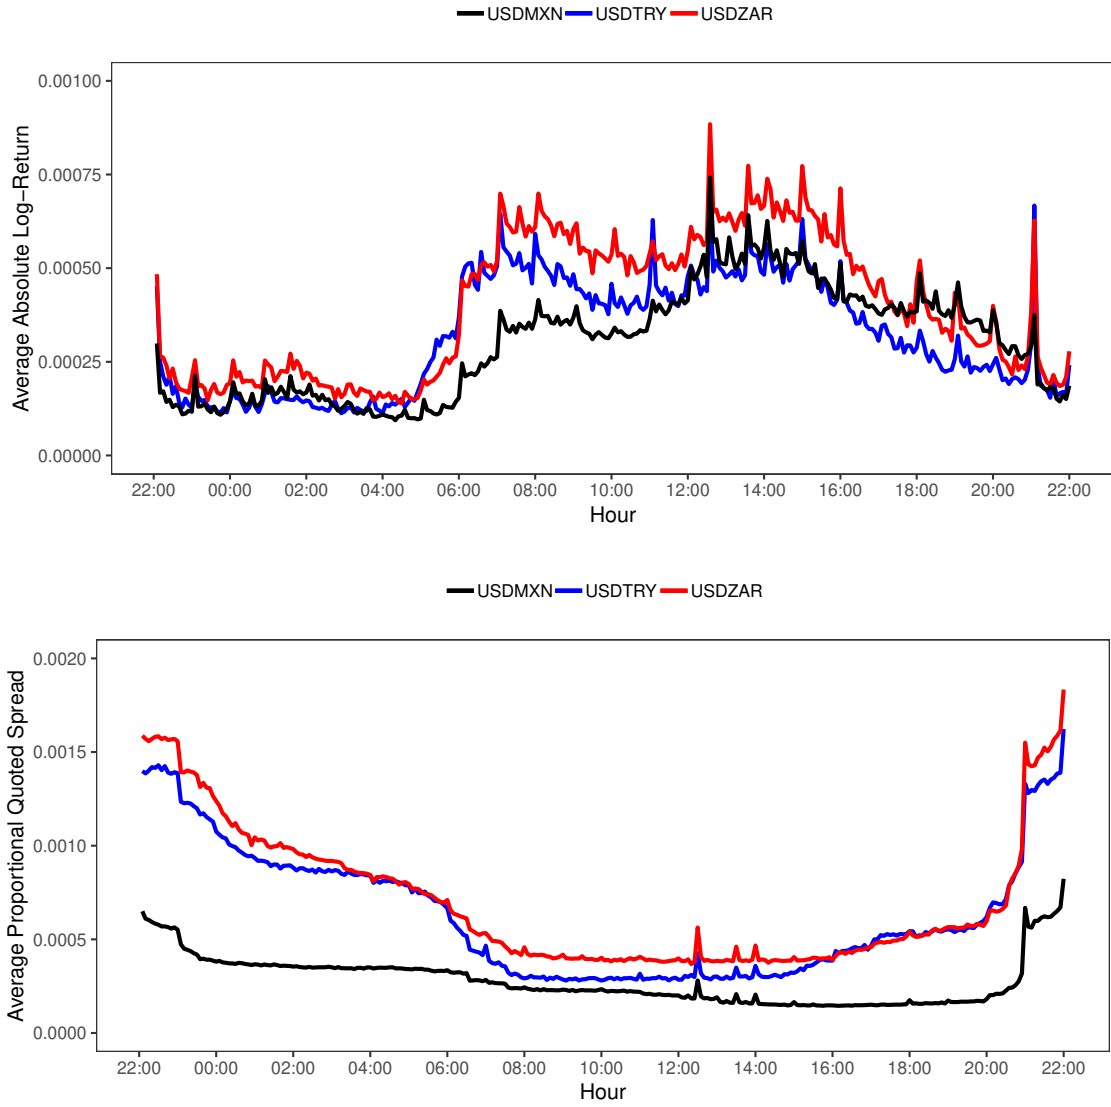 USDMXN USDTRY USDZAR
Average Absolute Log−Return
0.00100
0.00075
0.00050
0.00025
0.00000
22:00 00:00 02:00 04:00 06:00 08:00 10:00 12:00 14:00 16:00 18:00 20:00 22:00
Hour
USDMXN USDTRY USDZAR
Average Proportional Quoted Spread
0.0020
0.0015
0.0010
0.0005
0.0000
22:00 00:00 02:00 04:00 06:00 08:00 10:00 12:00 14:00 16:00 18:00 20:00 22:00
Hour